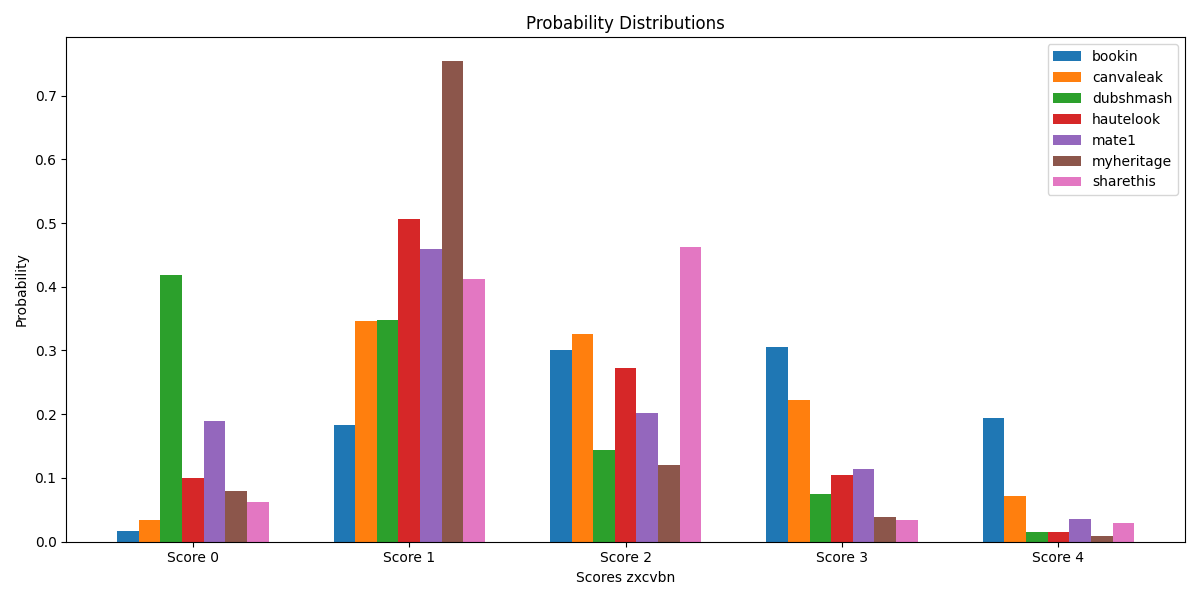 Probability Distributions
bookin
canvaleak
dubshmash
hautelook
mate1
myheritage
sharethis
Probability
0.7
0.6
0.5
0.4
0.3
0.2
0.1
0.0
Score 0
Score 1
Score 2
Score 3
Score 4
Scores zxcvbn